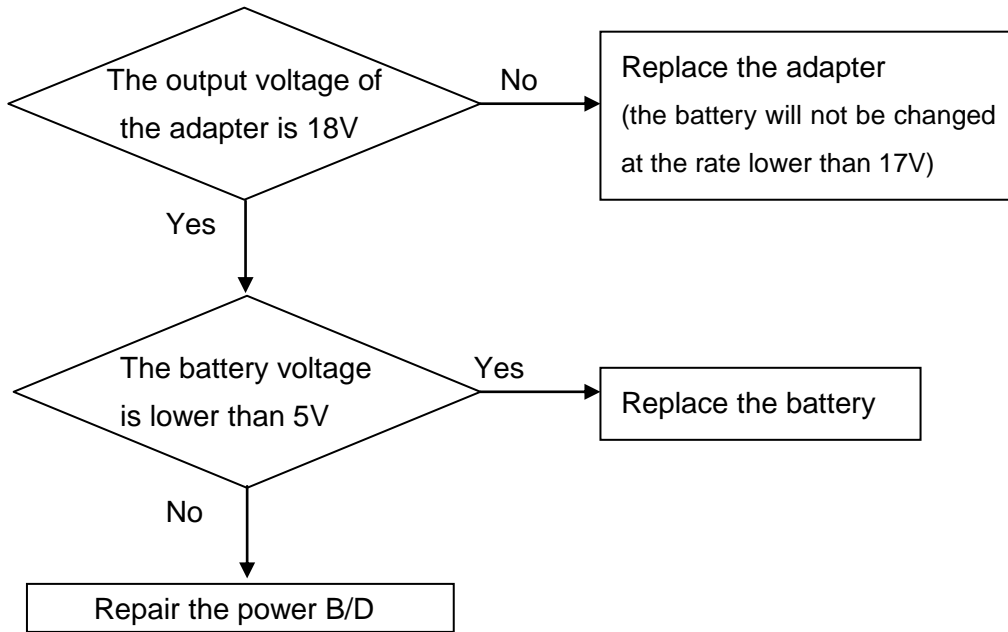 The output voltage of
the adapter is 18V
No
Replace the adapter
(the battery will not be changed
at the rate lower than 17V)
Yes
The battery voltage
is lower than 5V
Yes
Replace the battery
No
Repair the power B/D